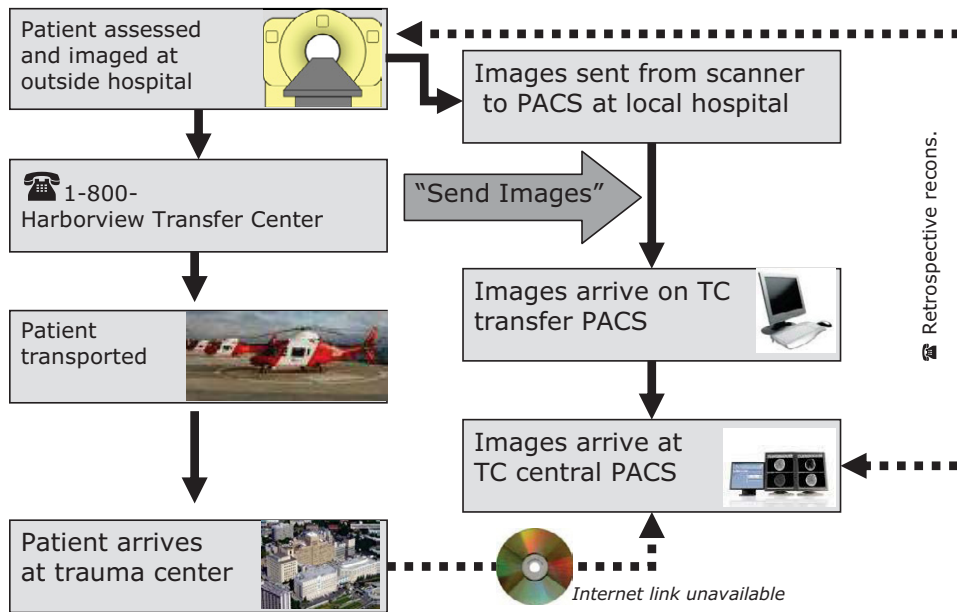 Patient assessed
and imaged at
outside hospital
Images sent from scanner
to PACS at local hospital
☎1-800-
Harborview Transfer Center
“Send Images”
Patient
transported
Images arrive on TC
transfer PACS
Images arrive at
TC central PACS
Patient arrives
at trauma center
Internet link unavailable
☎ Retrospective recons.